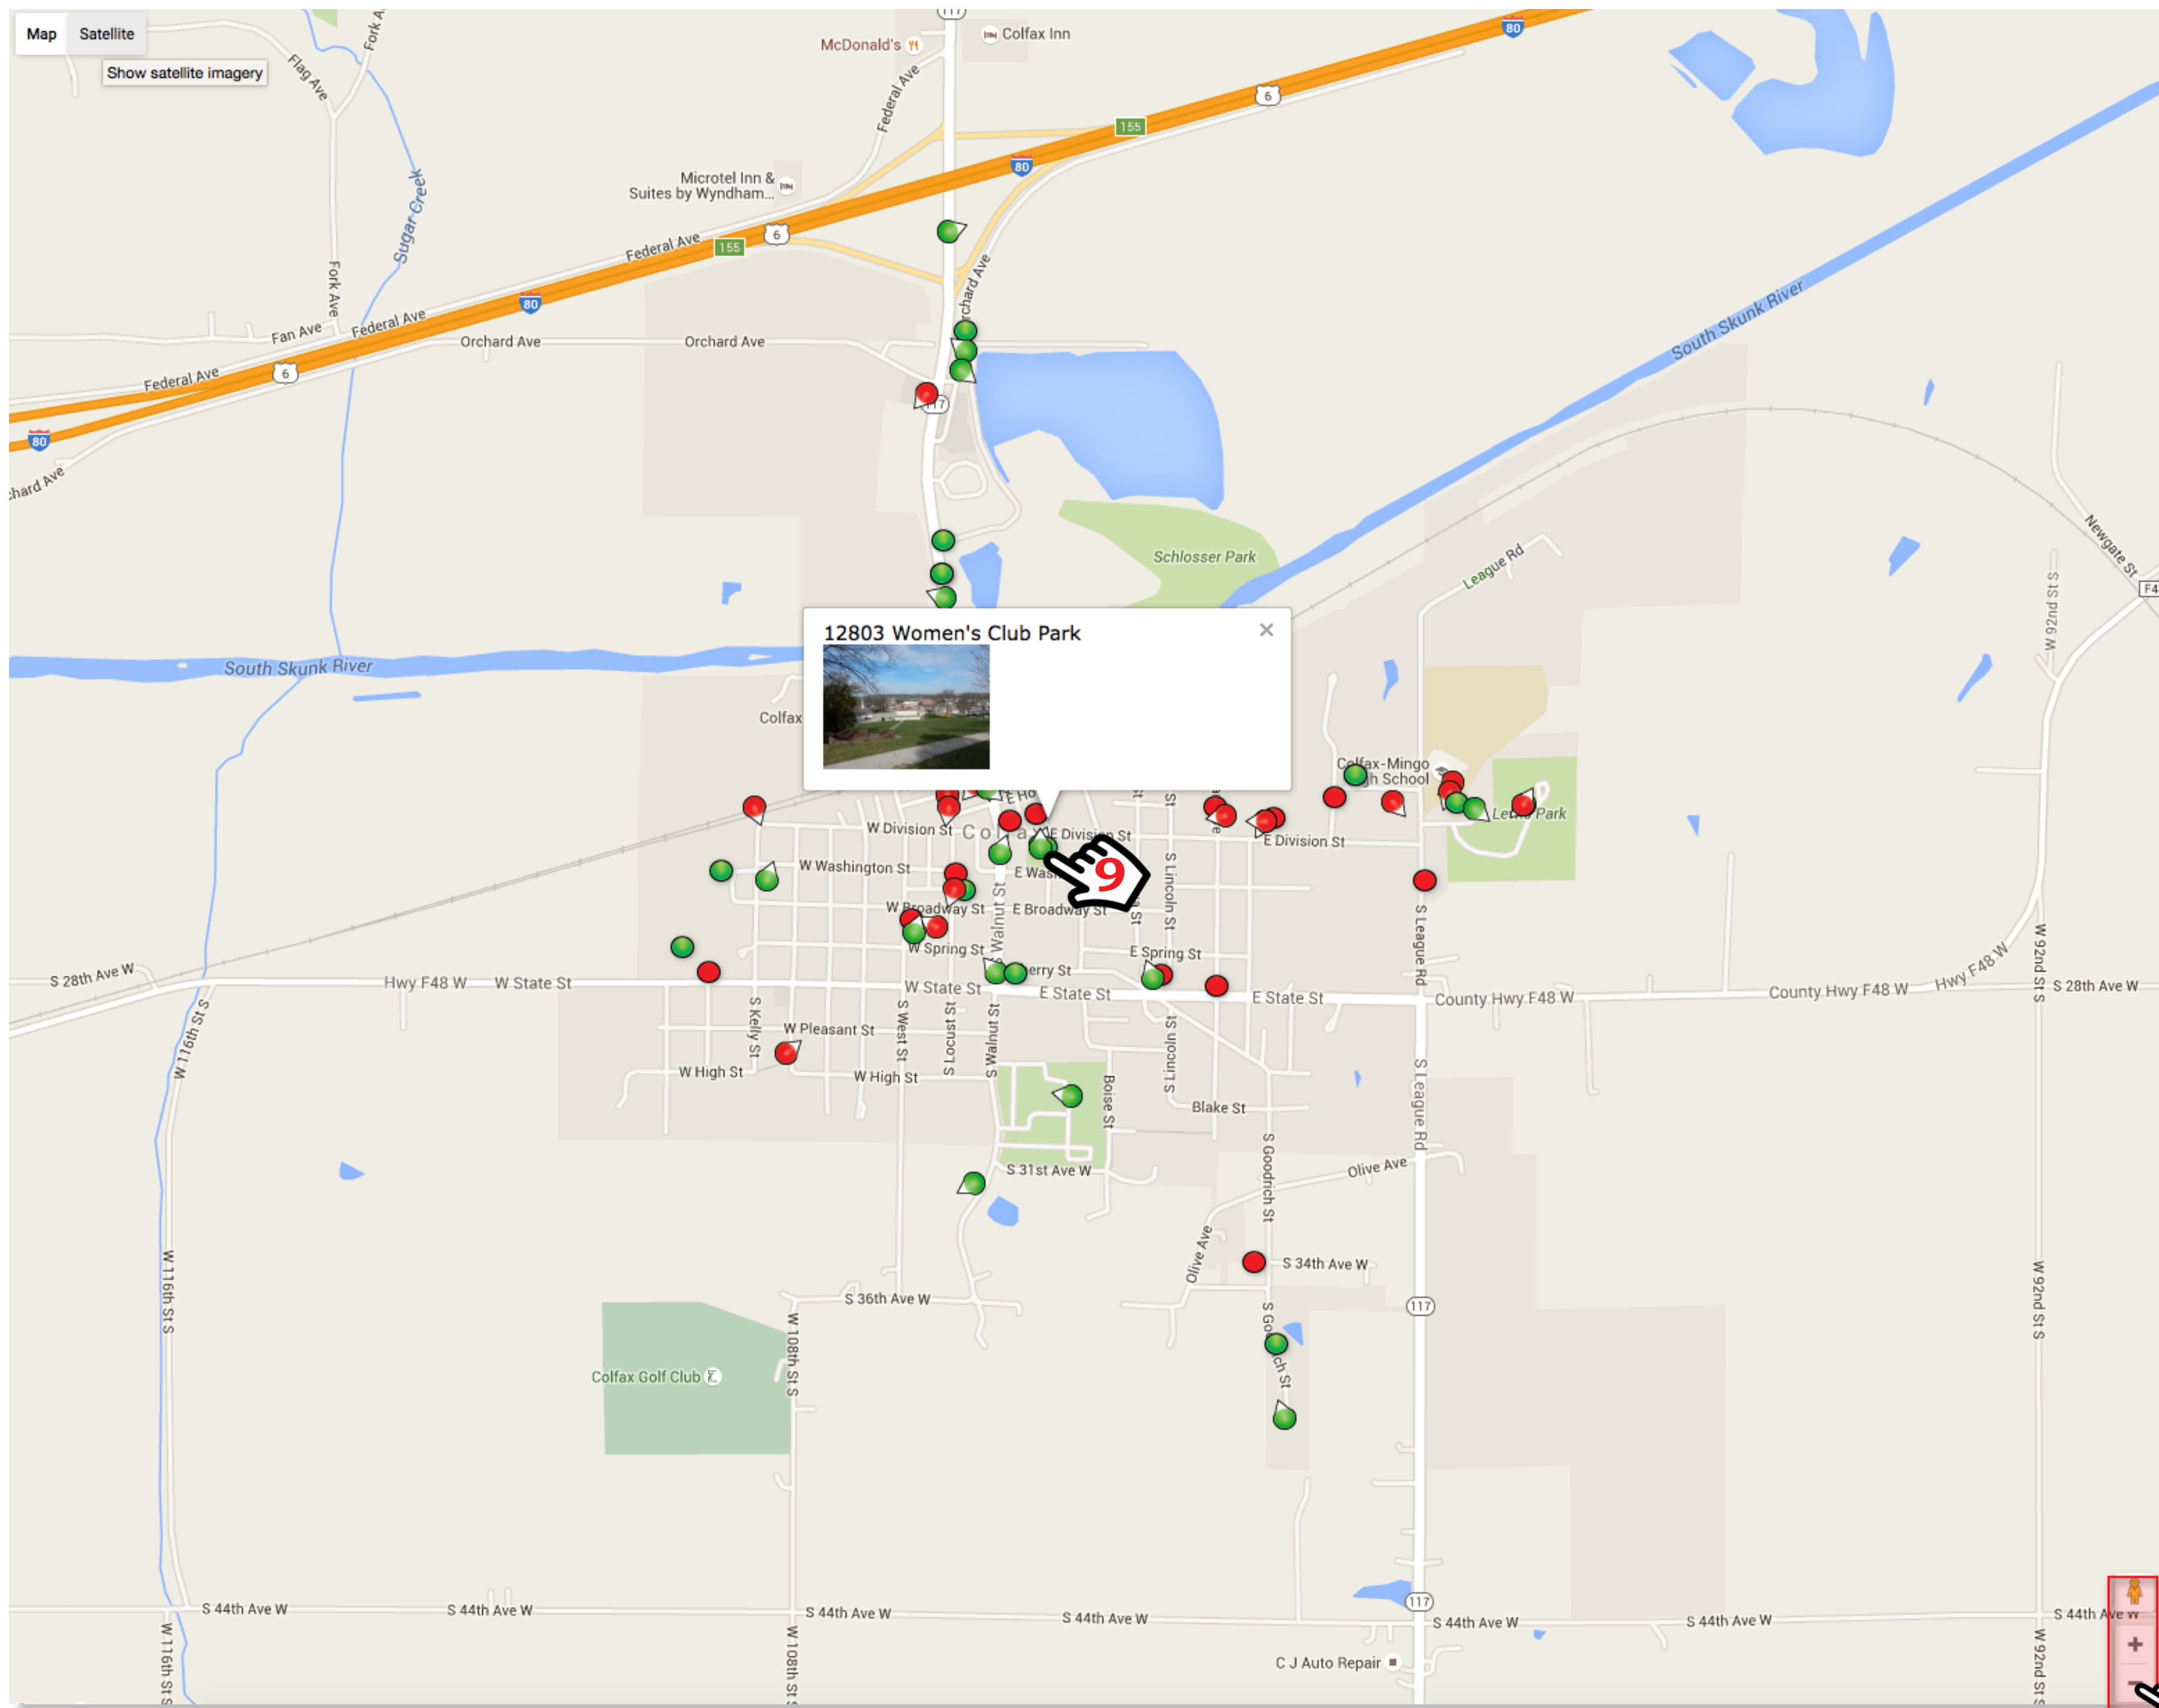 Map
Satellite
Show satellite imagery
117
McDonald's
Colfax Inn
80
Flag Ave
Federal Ave
6
155
80
Microtel Inn &
Suites by Wyndham...
Sugar Creek
Fork Ave
Federal Ave
155
6
80
Fan Ave
Federal Ave
Orchard Ave
Orchard Ave
South Skunk River
Federal Ave
6
80
Newgate St
Schlosser Park
League Rd
W 92nd St S
12803 Women's Club Park
South Skunk River
Colfax
Colfax-Mingo
W Division St
E Division St
E Division St
W Washington St
W Broadway St
E Broadway St
9
S Lincoln St
S Walnut St
S League Rd
W Spring St
E Spring St
W 92nd St S
S 28th Ave W
Hwy F48 W
W State St
W State St
E State St
E State St
County Hwy F48 W
County Hwy F48 W
Hwy F48 W
S 28th Ave W
W 116th St S
S Kelly St
W Pleasant St
S West St
S Locust St
S Walnut St
S Lincoln St
W High St
W High St
Boise St
Blake St
S League Rd
S Goodrich St
S 31st Ave W
Olive Ave
Olive Ave
S 34th Ave W
W 116th St S
S 36th Ave W
W 108th St S
117
W 92nd St S
Colfax Golf Club
S 44th Ave W
S 44th Ave W
S 44th Ave W
S 44th Ave W
117
S 44th Ave W
S 44th Ave W
S 44th Ave W
W 116th St S
W 108th St S
C J Auto Repair
W 92nd St S
+